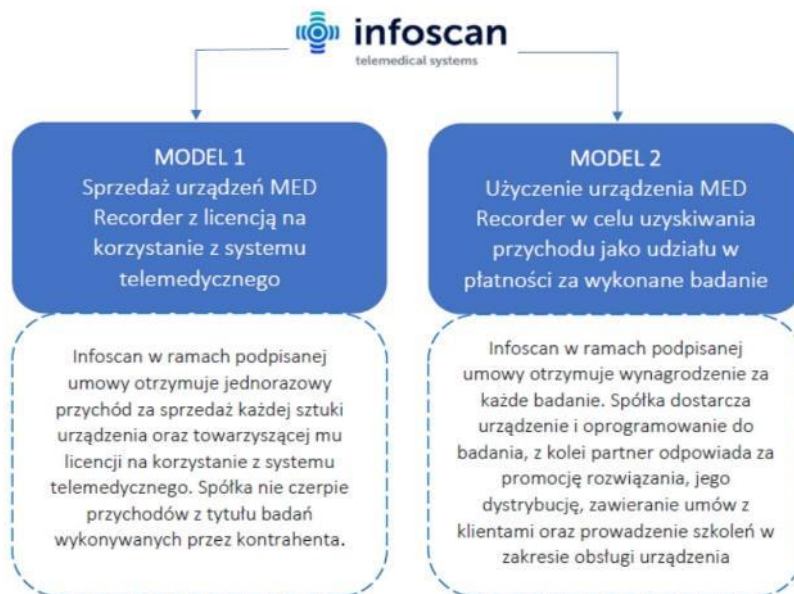 infoscan
telemedical systems
MODEL 1
Sprzedaż urządzeń MED
Recorder z licencją na
korzystanie z systemu
telemedycznego
Infoscan w ramach podpisanej
umowy otrzymuje jednorazowy
przychód za sprzedaż każdej sztuki
urządzenia oraz towarzyszącej mu
licencji na korzystanie z systemu
telemedycznego. Spółka nie czerpie
przychodów z tytułu badań
wykonywanych przez kontrahenta.
MODEL 2
Użyczenie urządzenia MED
Recorder w celu uzyskiwania
przychodu jako udziału w
płatności za wykonane badanie
Infoscan w ramach podpisanej
umowy otrzymuje wynagrodzenie za
każde badanie. Spółka dostarcza
urządzenie i oprogramowanie do
badania, z kolei partner odpowiada za
promocję rozwiązania, jego
dystrybucję, zawieranie umów z
klientami oraz prowadzenie szkoleń w
zakresie obsługi urządzenia